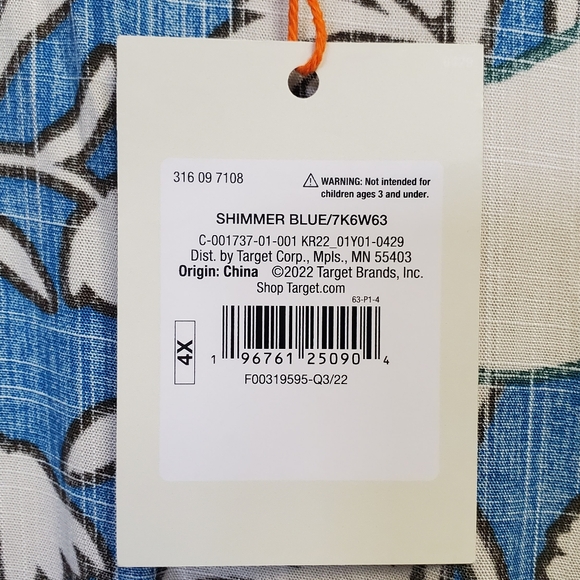 316 09 7108
⚠ WARNING: Not intended for
children ages 3 and under.
SHIMMER BLUE/7K6W63
C-001737-01-001 KR22_01Y01-0429
Dist. by Target Corp., Mpls., MN 55403
Origin: China ©2022 Target Brands, Inc.
Shop Target.com
63-P1-4
4X
1 96761 25090 4
F00319595-Q3/22